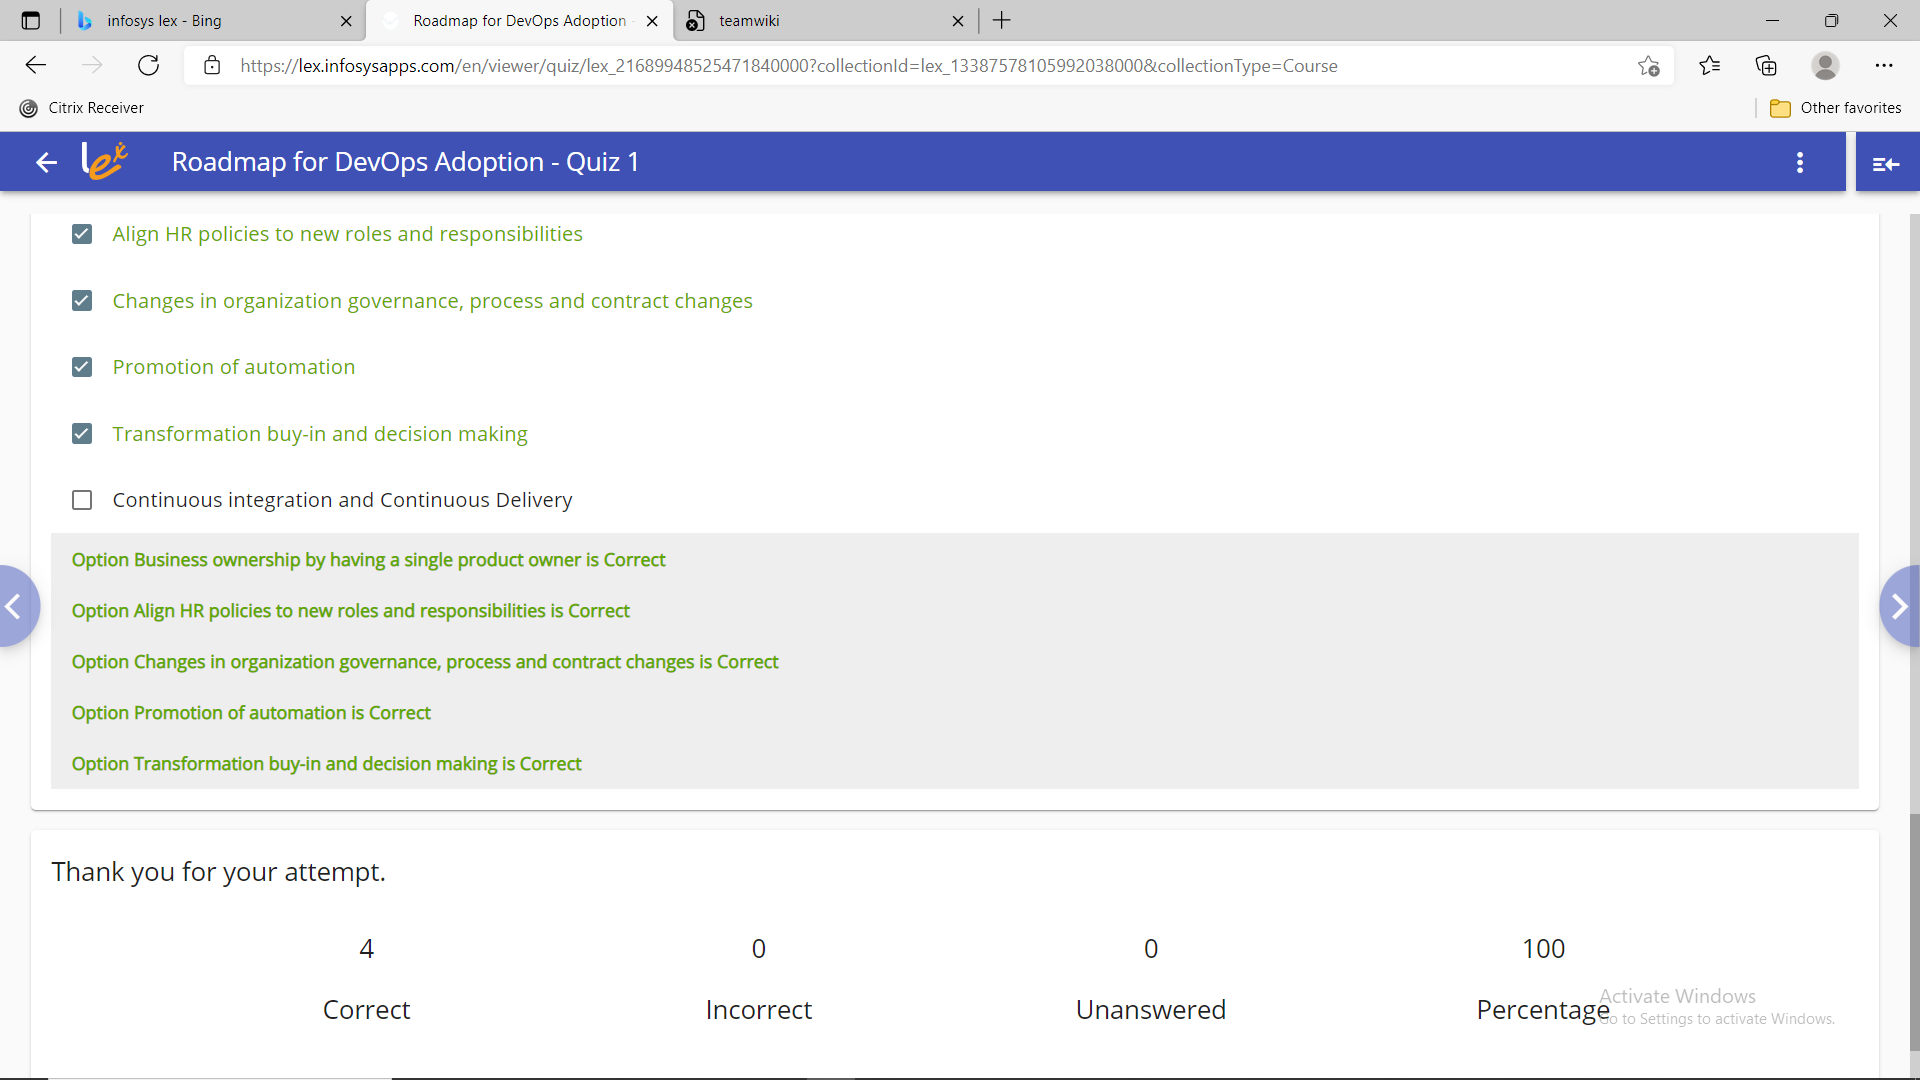 infosys lex - Bing
Roadmap for DevOps Adoption
teamwiki
https://lex.infosysapps.com/en/viewer/quiz/lex_21689948525471840000?collectionId=lex_13387578105992038000&collectionType=Course
Citrix Receiver
Other favorites
lex
Roadmap for DevOps Adoption - Quiz 1
Align HR policies to new roles and responsibilities
Changes in organization governance, process and contract changes
Promotion of automation
Transformation buy-in and decision making
Continuous integration and Continuous Delivery
Option Business ownership by having a single product owner is Correct
Option Align HR policies to new roles and responsibilities is Correct
Option Changes in organization governance, process and contract changes is Correct
Option Promotion of automation is Correct
Option Transformation buy-in and decision making is Correct
Thank you for your attempt.
4 0 0 100
Correct Incorrect Unanswered Percentage
Activate Windows
Go to Settings to activate Windows.